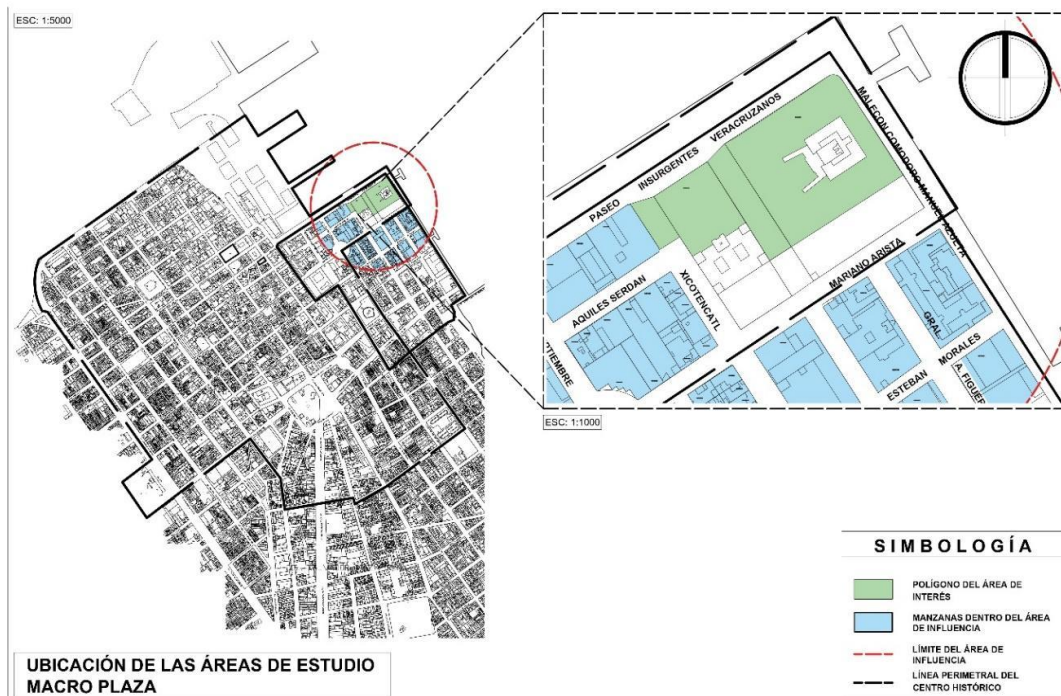 ESC: 1:5000
PASEO
INSURGENTES
VERACRUZANOS
MALECÓN COMODORO MANUEL AZUETA
AQUILES SERDAN
XICOTENCATL
MARIANO ARISTA
GRAL.
MORALES
ESTEBAN
A. FIGUER
TIEMBRE
ESC: 1:1000
SIMBOLOGÍA
POLÍGONO DEL ÁREA DE
INTERÉS
MANZANAS DENTRO DEL ÁREA
DE INFLUENCIA
LÍMITE DEL ÁREA DE
INFLUENCIA
LÍNEA PERIMETRAL DEL
CENTRO HISTÓRICO
UBICACIÓN DE LAS ÁREAS DE ESTUDIO
MACRO PLAZA